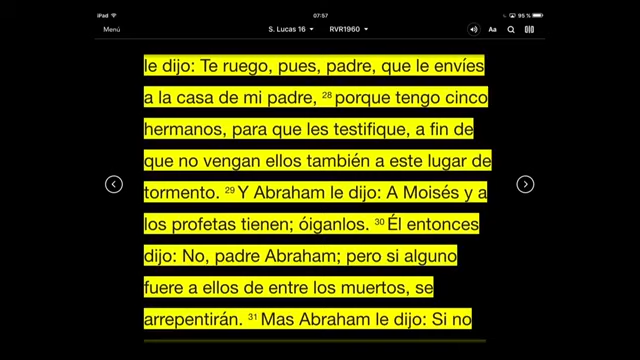 iPad 07:57 95 %
Menú S. Lucas 16 RVR1960 Aa
le dijo: Te ruego, pues, padre, que le envíes
a la casa de mi padre, 28 porque tengo cinco
hermanos, para que les testifique, a fin de
que no vengan ellos también a este lugar de
tormento. 29 Y Abraham le dijo: A Moisés y a
los profetas tienen; óiganlos. 30 Él entonces
dijo: No, padre Abraham; pero si alguno
fuere a ellos de entre los muertos, se
arrepentirán. 31 Mas Abraham le dijo: Si no